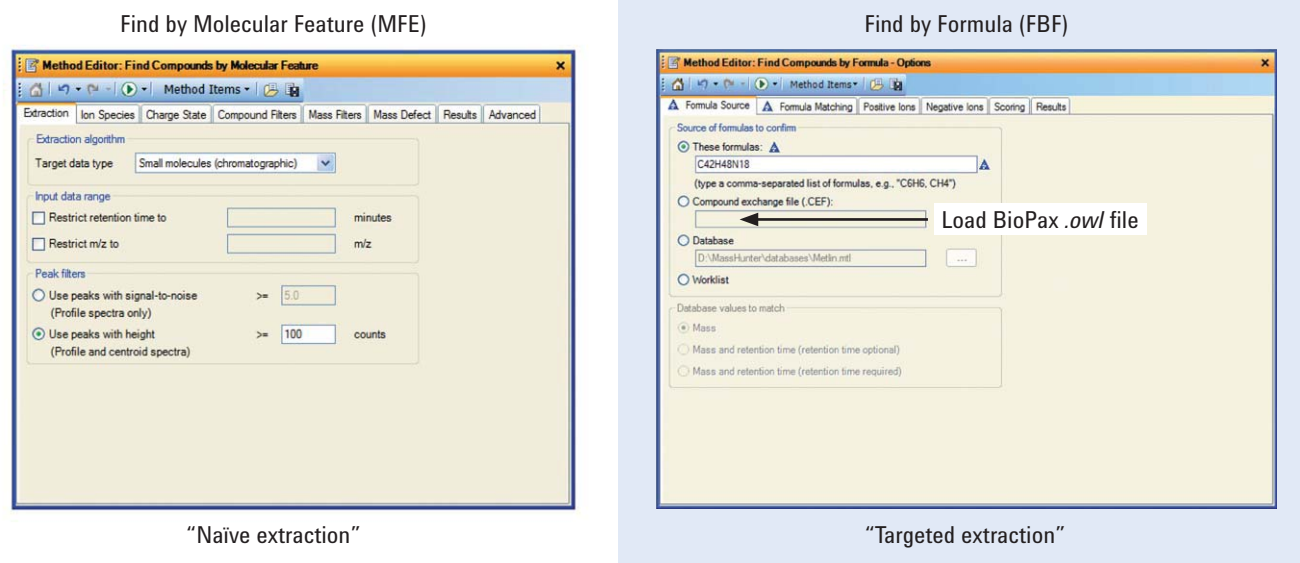 Find by Molecular Feature (MFE)
Method Editor: Find Compounds by Molecular Feature
Method Items
Extraction Ion Species Charge State Compound Filters Mass Filters Mass Defect Results Advanced
Extraction algorithm
Target data type Small molecules (chromatographic)
Input data range
Restrict retention time to minutes
Restrict m/z to m/z
Peak filters
Use peaks with signal-to-noise >= 5.0
(Profile spectra only)
Use peaks with height >= 100 counts
(Profile and centroid spectra)
“Naïve extraction”
Find by Formula (FBF)
Method Editor: Find Compounds by Formula - Options
Method Items
Formula Source Formula Matching Positive Ions Negative Ions Scoring Results
Source of formulas to confirm
These formulas:
C42H48N18
(type a comma-separated list of formulas, e.g., "C6H6, CH4")
Compound exchange file (.CEF):
Load BioPax .owl file
Database
D:\MassHunter\databases\Metlin.mtl ...
Worklist
Database values to match
Mass
Mass and retention time (retention time optional)
Mass and retention time (retention time required)
“Targeted extraction”